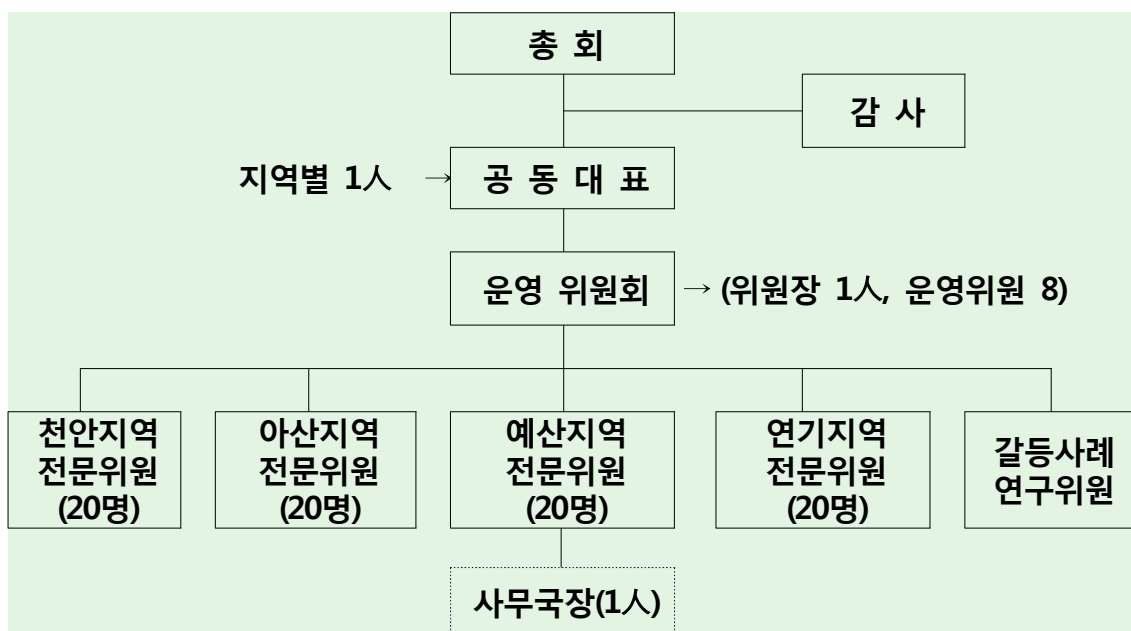 총 회
감 사
지역별 1人 → 공 동 대 표
운영 위원회 → (위원장 1人, 운영위원 8)
천안지역
전문위원
(20명)
아산지역
전문위원
(20명)
예산지역
전문위원
(20명)
연기지역
전문위원
(20명)
갈등사례
연구위원
사무국장(1人)